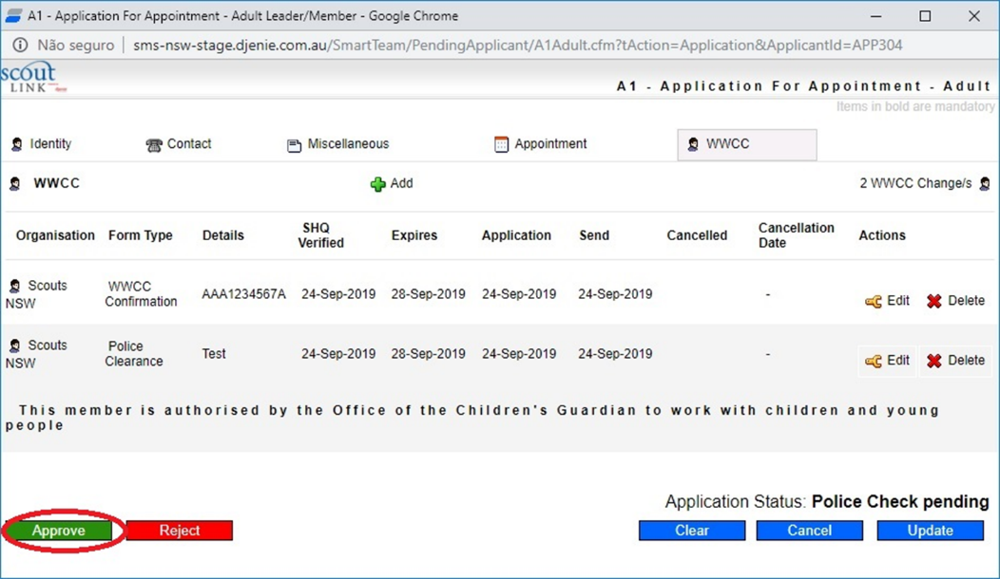 A1 - Application For Appointment - Adult Leader/Member - Google Chrome
Não seguro | sms-nsw-stage.djenie.com.au/SmartTeam/PendingApplicant/A1Adult.cfm?tAction=Application&ApplicantId=APP304
scout
LINK
A1 - Application For Appointment - Adult
Items in bold are mandatory
Identity Contact Miscellaneous Appointment WWCC
WWCC Add 2 WWCC Change/s
Organisation Form Type Details SHQ Verified Expires Application Send Cancelled Cancellation Date Actions
Scouts NSW WWCC Confirmation AAA1234567A 24-Sep-2019 28-Sep-2019 24-Sep-2019 24-Sep-2019 - Edit Delete
Scouts NSW Police Clearance Test 24-Sep-2019 28-Sep-2019 24-Sep-2019 24-Sep-2019 - Edit Delete
This member is authorised by the Office of the Children's Guardian to work with children and young
people
Application Status: Police Check pending
Approve Reject Clear Cancel Update